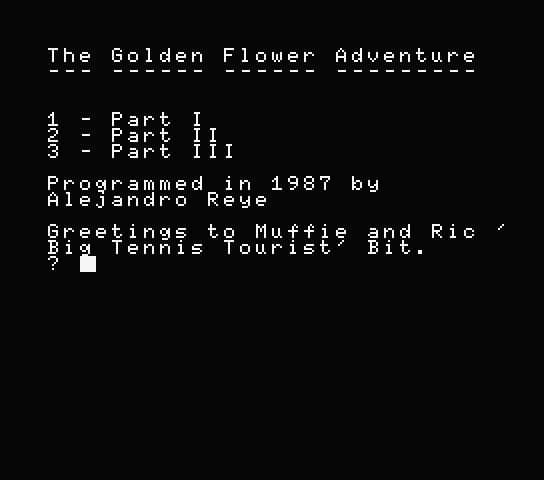 The Golden Flower Adventure
--- ------ ------ ---------
1 - Part I
2 - Part II
3 - Part III
Programmed in 1987 by
Alejandro Reye
Greetings to Muffie and Ric '
Big Tennis Tourist' Bit.
?